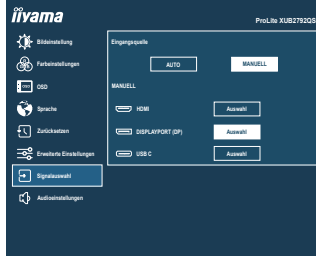 iiyama
ProLite XUB2792QS
Bildeinstellung
Farbeinstellungen
OSD
Sprache
Zurücksetzen
Erweiterte Einstellungen
Signalauswahl
Audioeinstellungen
Eingangsquelle
AUTO MANUELL
MANUELL
HDMI Auswahl
DISPLAYPORT (DP) Auswahl
USB C Auswahl